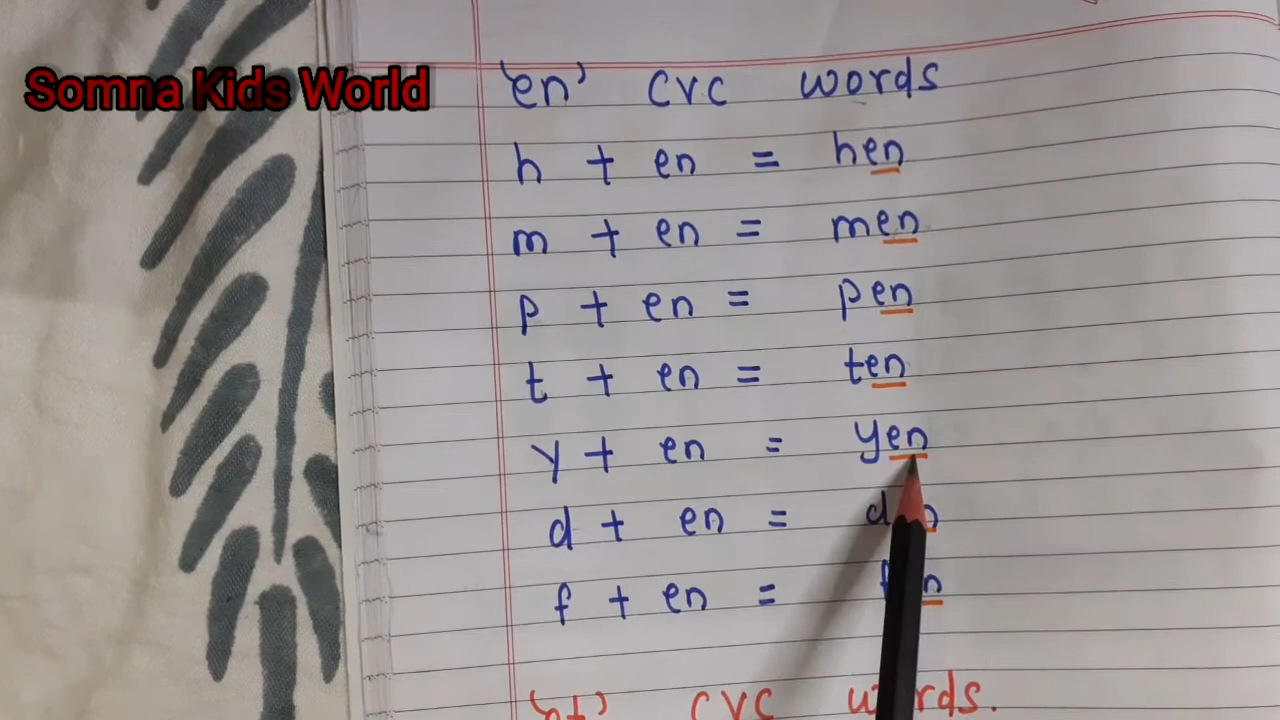 Somna Kids World
'en' cvc words
h + en = hen
m + en = men
p + en = pen
t + en = ten
y + en = yen
d + en =
f + en =
cvc words.